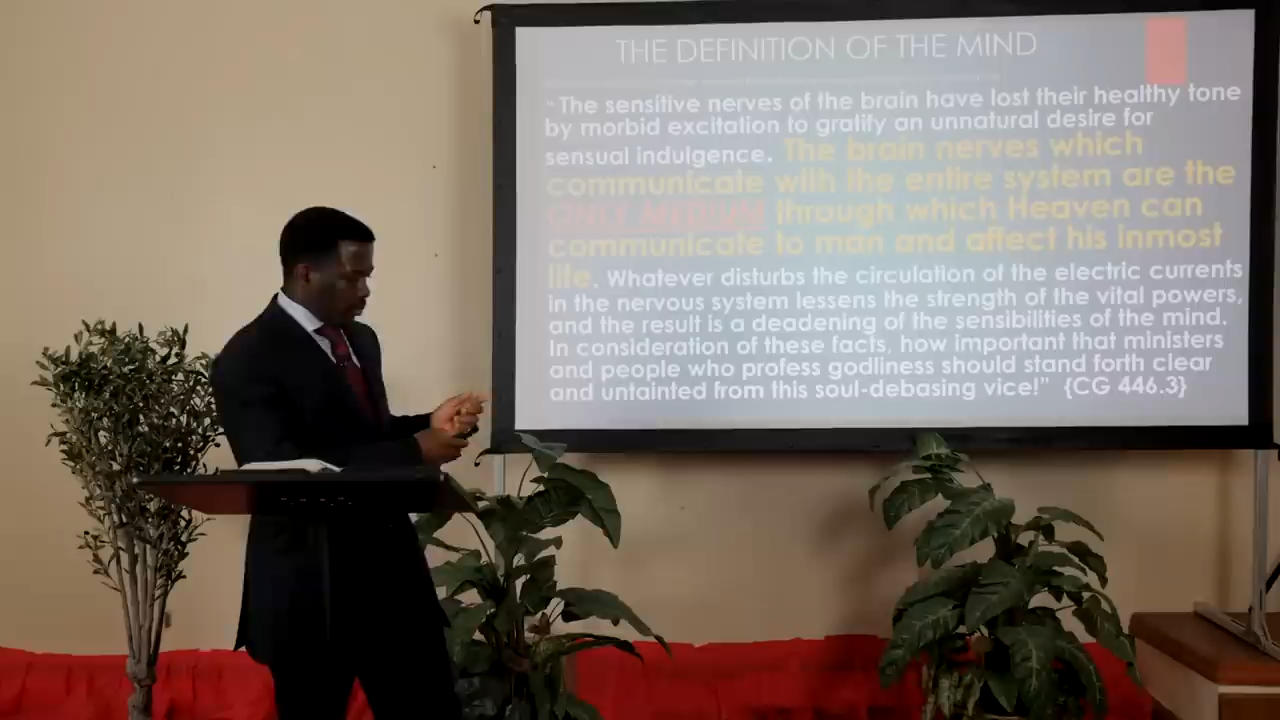 THE DEFINITION OF THE MIND
"The sensitive nerves of the brain have lost their healthy tone
by morbid excitation to gratify an unnatural desire for
sensual indulgence. The brain nerves which
communicate with the entire system are the
ONLY MEDIUM through which Heaven can
communicate to man and affect his inmost
life. Whatever disturbs the circulation of the electric currents
in the nervous system lessens the strength of the vital powers,
and the result is a deadening of the sensibilities of the mind.
In consideration of these facts, how important that ministers
and people who profess godliness should stand forth clear
and untainted from this soul-debasing vice!" {CG 446.3}